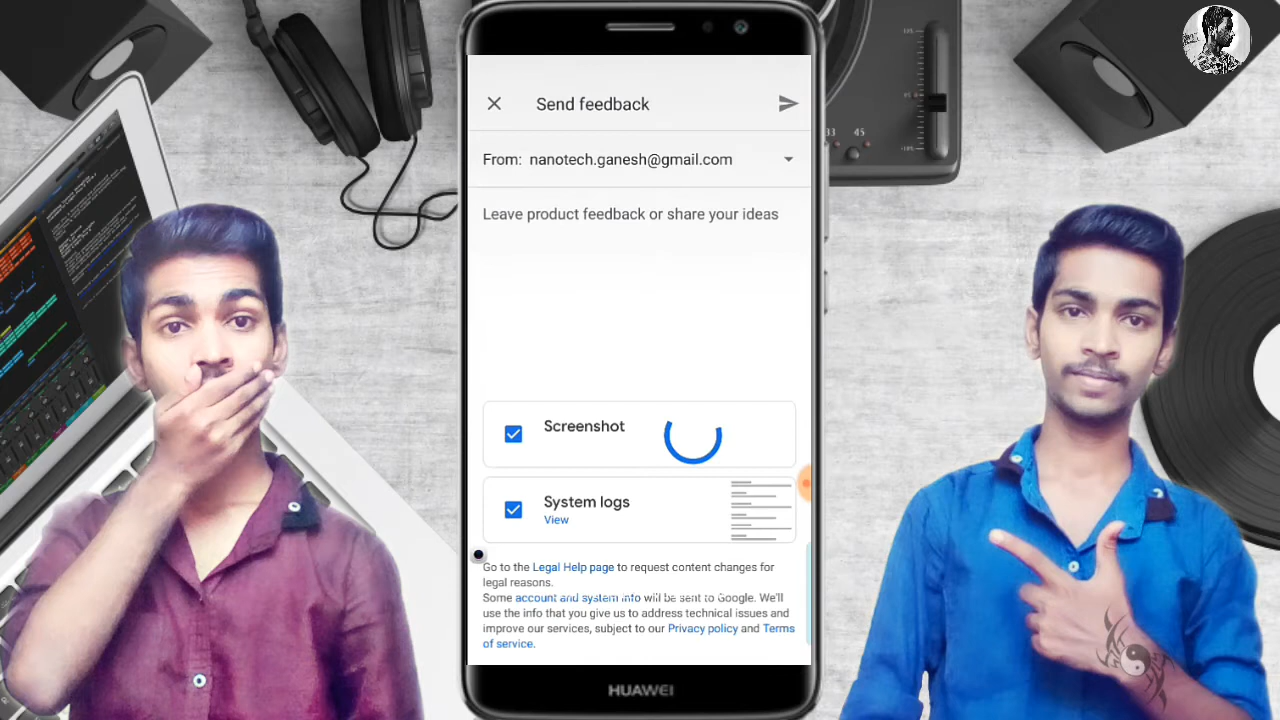 Send feedback
From: nanotech.ganesh@gmail.com
Leave product feedback or share your ideas
Screenshot
System logs
View
Go to the Legal Help page to request content changes for
legal reasons.
Some account and system info will be sent to Google. We'll
use the info that you give us to address technical issues and
improve our services, subject to our Privacy policy and Terms
of service.
HUAWEI
33 45